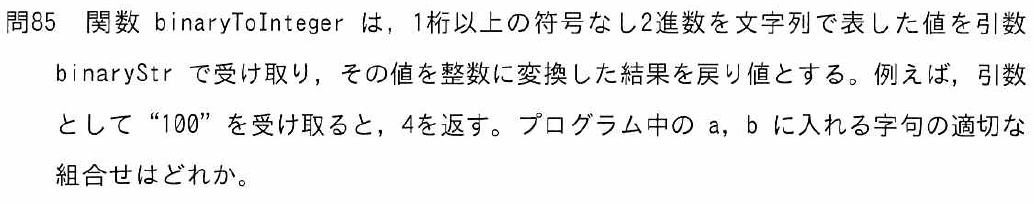 問85 関数 binaryToInteger は，1桁以上の符号なし2進数を文字列で表した値を引数
binaryStr で受け取り，その値を整数に変換した結果を戻り値とする。例えば，引数
として “100” を受け取ると，4を返す。プログラム中の a，b に入れる字句の適切な
組合せはどれか。